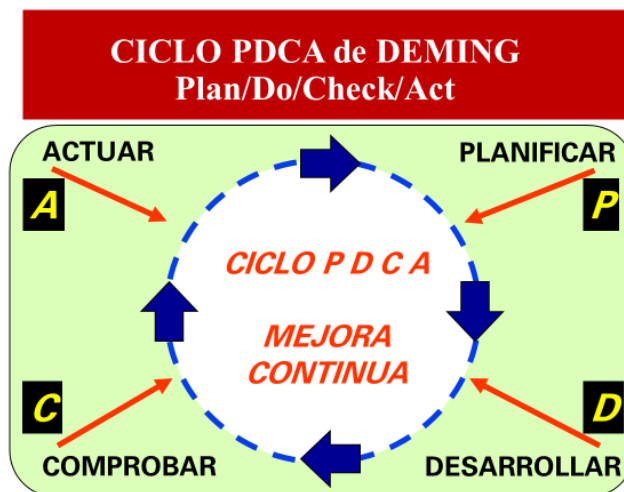 CICLO PDCA de DEMING
Plan/Do/Check/Act
ACTUAR
PLANIFICAR
A
P
CICLO P D C A
MEJORA
CONTINUA
C
D
COMPROBAR
DESARROLLAR